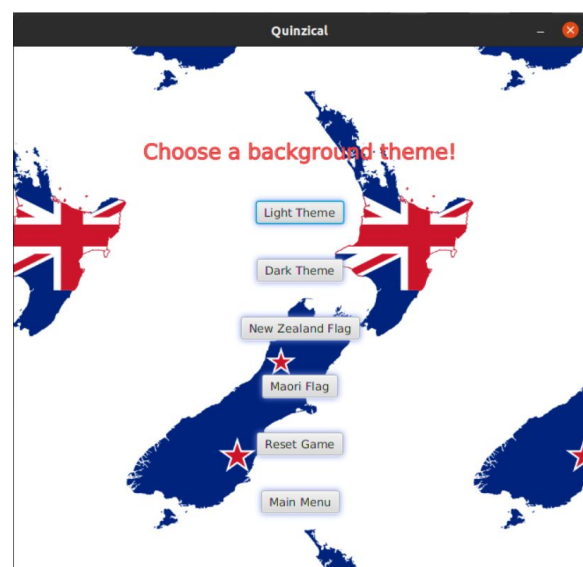 Quinzical
Choose a background theme!
Light Theme
Dark Theme
New Zealand Flag
Maori Flag
Reset Game
Main Menu